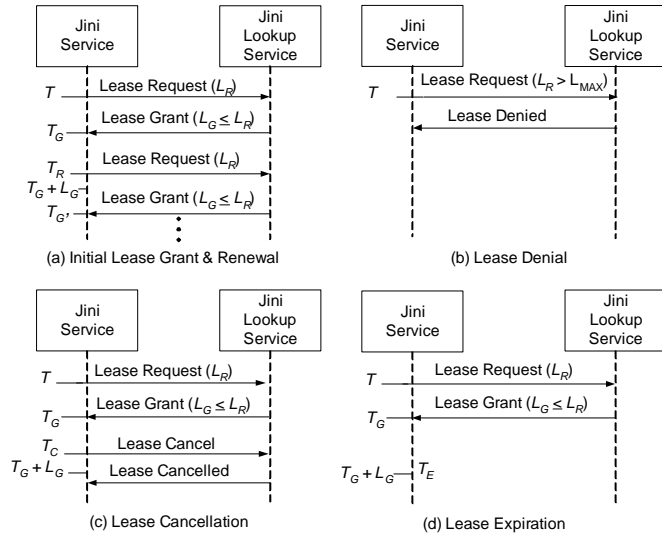 Jini
Service
Jini
Lookup
Service
T
Lease Request (L_R)
Lease Grant (L_G ≤ L_R)
T_G
T_R
Lease Request (L_R)
T_G + L_G
Lease Grant (L_G ≤ L_R)
T_G'
(a) Initial Lease Grant & Renewal
Jini
Service
Jini
Lookup
Service
T
Lease Request (L_R > L_MAX)
Lease Denied
(b) Lease Denial
Jini
Service
Jini
Lookup
Service
Lease Request (L_R)
T
Lease Grant (L_G ≤ L_R)
T_G
T_C
Lease Cancel
T_G + L_G
Lease Cancelled
(c) Lease Cancellation
Jini
Service
Jini
Lookup
Service
Lease Request (L_R)
T
Lease Grant (L_G ≤ L_R)
T_G
T_G + L_G
T_E
(d) Lease Expiration